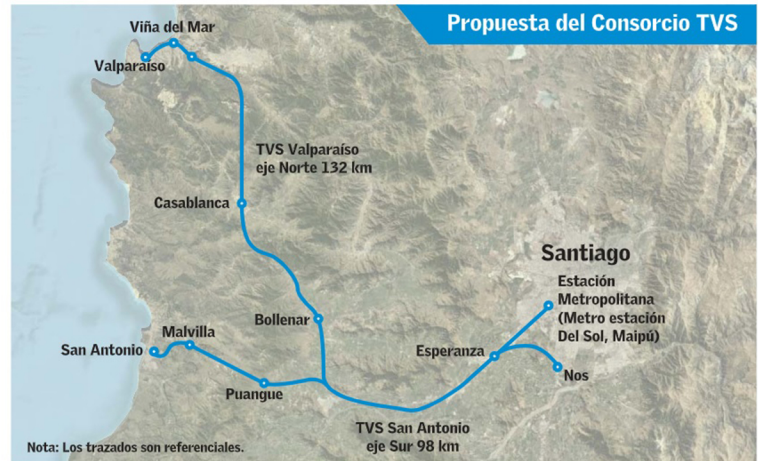 Propuesta del Consorcio TVS
Viña del Mar
Valparaíso
TVS Valparaíso
eje Norte 132 km
Casablanca
Santiago
Estación
Metropolitana
(Metro estación
Del Sol, Maipú)
Bollenar
Malvilla
San Antonio
Esperanza
Nos
Puangue
TVS San Antonio
eje Sur 98 km
Nota: Los trazados son referenciales.